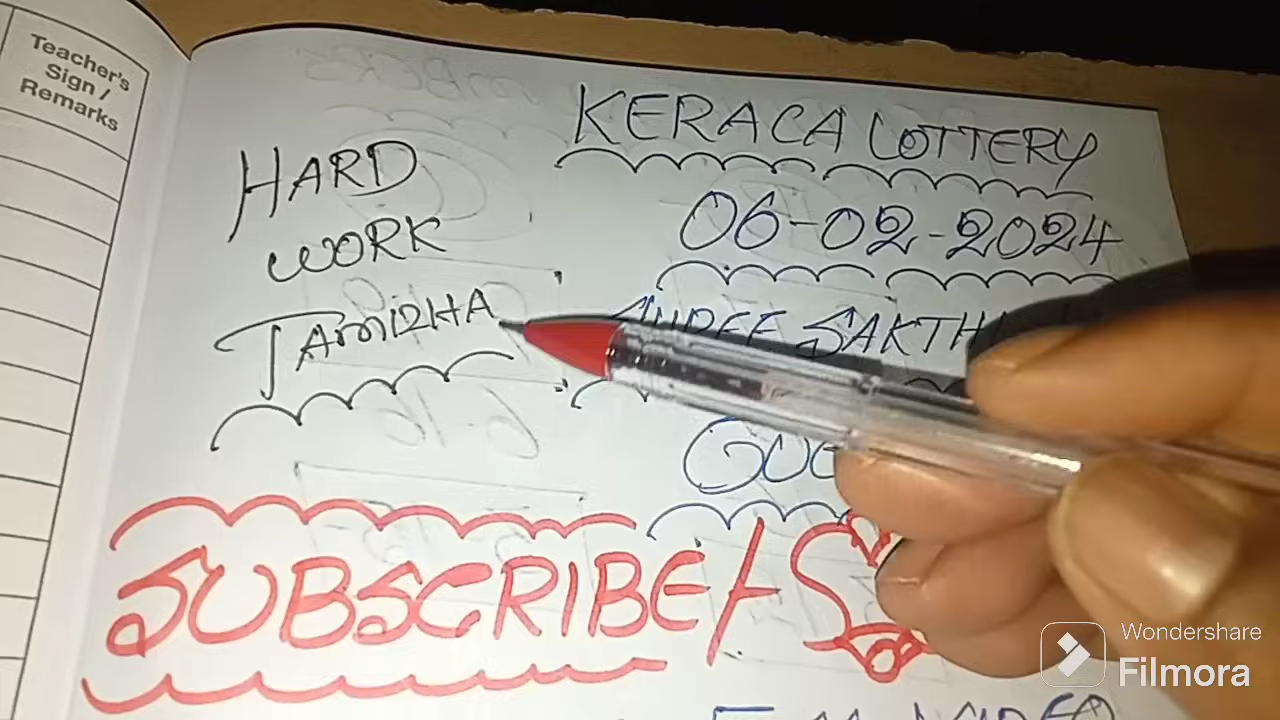 Teacher's
Sign /
Remarks
KERACA LOTTERY
HARD
WORK
TAMIZHA
06-02-2024
SAKTHI
SUBSCRIBE/
Wondershare
Filmora